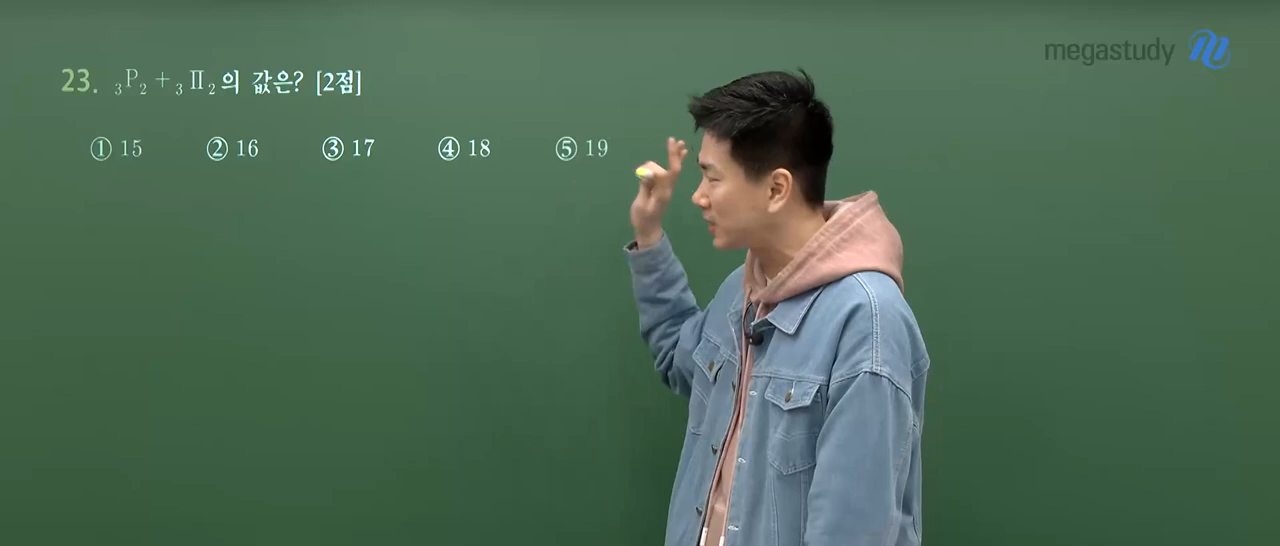 megastudy
23. ₃P₂ + ₃Π₂의 값은? [2점]
① 15 ② 16 ③ 17 ④ 18 ⑤ 19